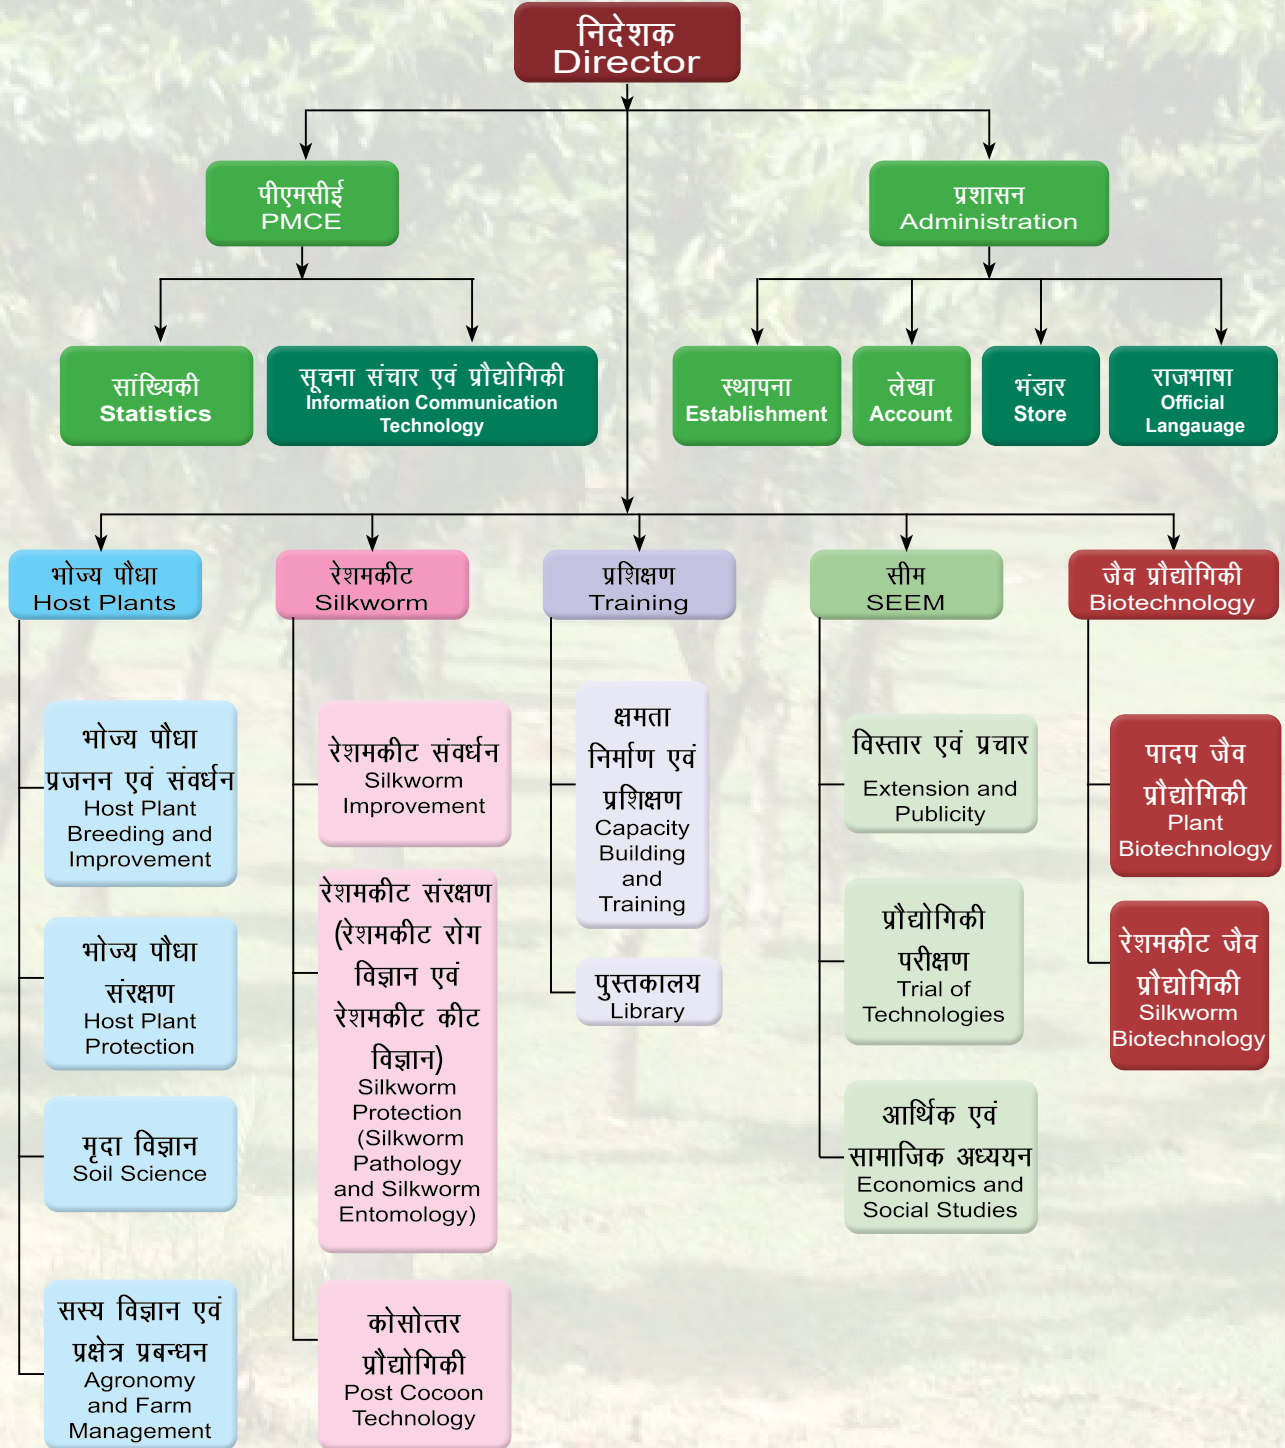 निदेशक
Director
पीएमसीई
PMCE
प्रशासन
Administration
सांख्यिकी
Statistics
सूचना संचार एवं प्रौद्योगिकी
Information Communication
Technology
स्थापना
Establishment
लेखा
Account
भंडार
Store
राजभाषा
Official
Langauage
भोज्य पौधा
Host Plants
रेशमकीट
Silkworm
प्रशिक्षण
Training
सीम
SEEM
जैव प्रौद्योगिकी
Biotechnology
भोज्य पौधा
प्रजनन एवं संवर्धन
Host Plant
Breeding and
Improvement
भोज्य पौधा
संरक्षण
Host Plant
Protection
मृदा विज्ञान
Soil Science
सस्य विज्ञान एवं
प्रक्षेत्र प्रबन्धन
Agronomy
and Farm
Management
रेशमकीट संवर्धन
Silkworm
Improvement
रेशमकीट संरक्षण
(रेशमकीट रोग
विज्ञान एवं
रेशमकीट कीट
विज्ञान)
Silkworm
Protection
(Silkworm
Pathology
and Silkworm
Entomology)
कोसोत्तर
प्रौद्योगिकी
Post Cocoon
Technology
क्षमता
निर्माण एवं
प्रशिक्षण
Capacity
Building
and
Training
पुस्तकालय
Library
विस्तार एवं प्रचार
Extension and
Publicity
प्रौद्योगिकी
परीक्षण
Trial of
Technologies
आर्थिक एवं
सामाजिक अध्ययन
Economics and
Social Studies
पादप जैव
प्रौद्योगिकी
Plant
Biotechnology
रेशमकीट जैव
प्रौद्योगिकी
Silkworm
Biotechnology